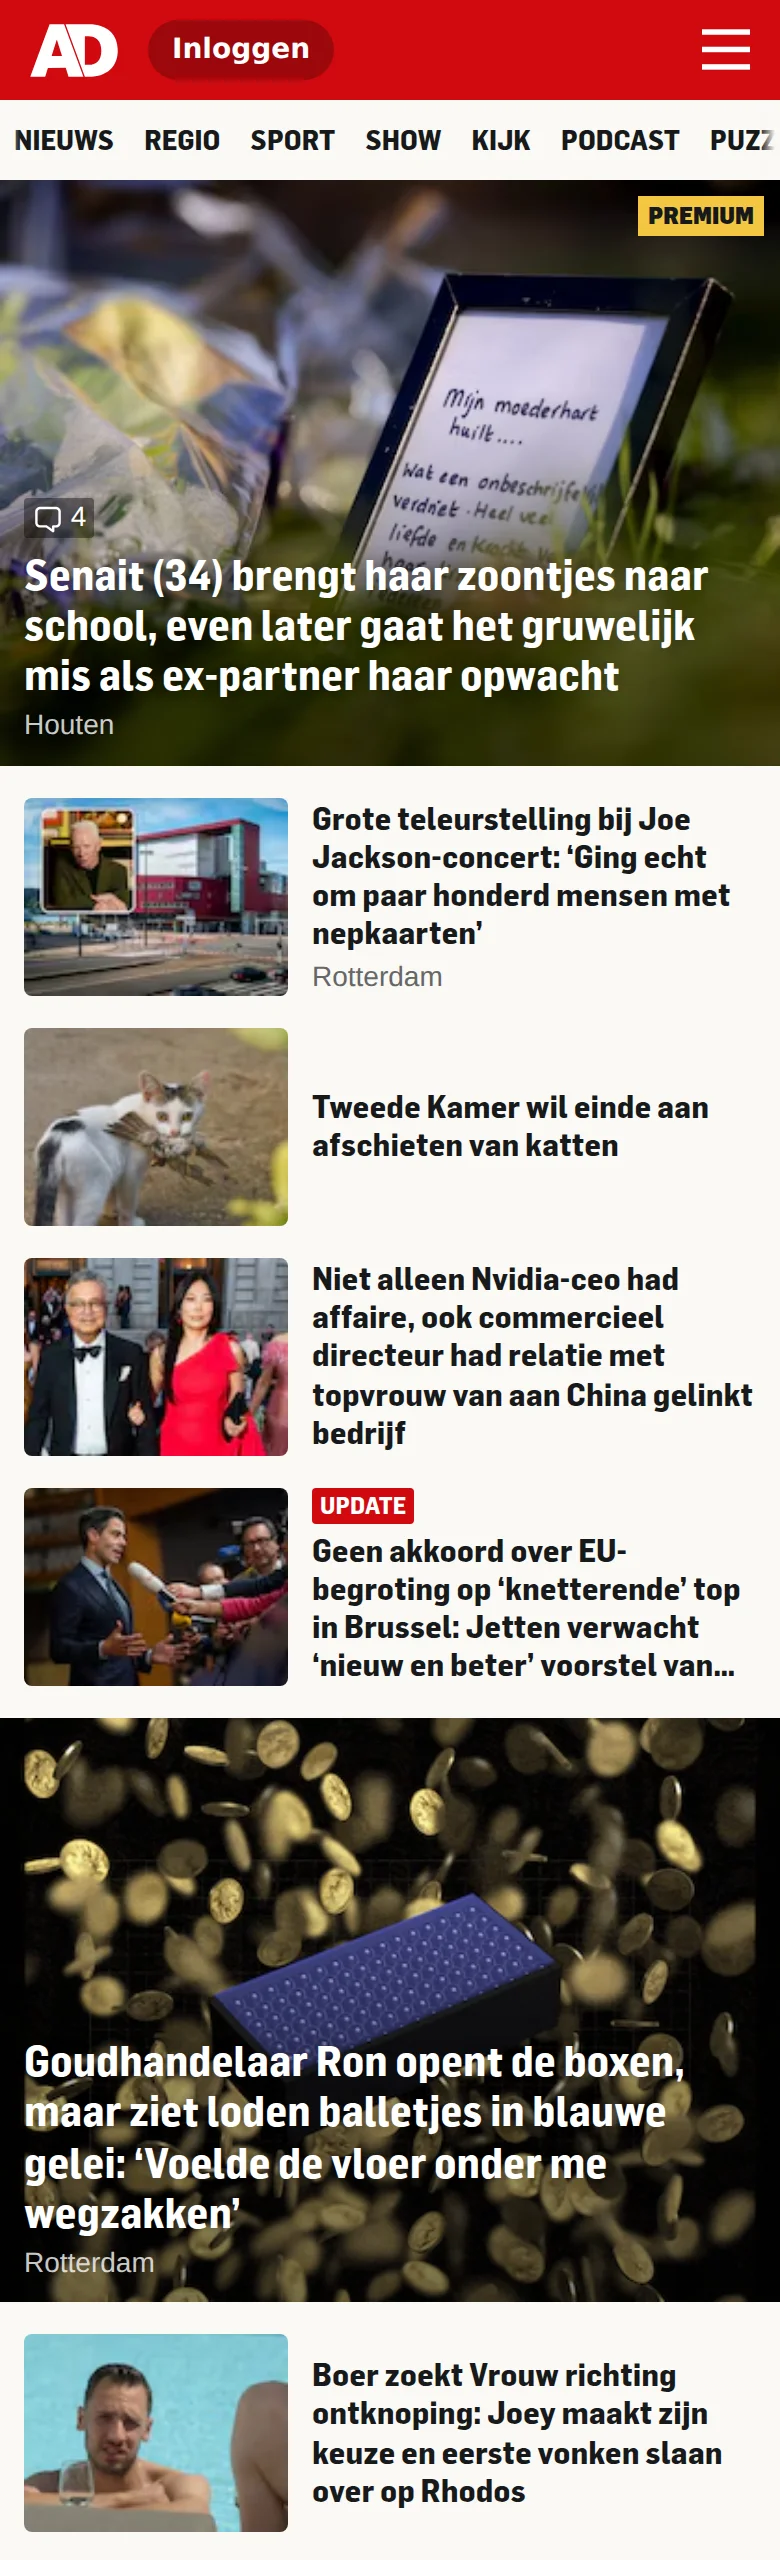 AD
Inloggen
NIEUWS REGIO SPORT SHOW KIJK PODCAST PUZZ
PREMIUM
Mijn moederhart
huilt....
Wat een onbeschrijfelijk
verdriet. Heel veel
liefde en kracht
4
Senait (34) brengt haar zoontjes naar
school, even later gaat het gruwelijk
mis als ex-partner haar opwacht
Houten
Grote teleurstelling bij Joe
Jackson-concert: ‘Ging echt
om paar honderd mensen met
nepkaarten’
Rotterdam
Tweede Kamer wil einde aan
afschieten van katten
Niet alleen Nvidia-ceo had
affaire, ook commercieel
directeur had relatie met
topvrouw van aan China gelinkt
bedrijf
UPDATE
Geen akkoord over EU-
begroting op ‘knetterende’ top
in Brussel: Jetten verwacht
‘nieuw en beter’ voorstel van...
Goudhandelaar Ron opent de boxen,
maar ziet loden balletjes in blauwe
gelei: ‘Voelde de vloer onder me
wegzakken’
Rotterdam
Boer zoekt Vrouw richting
ontknoping: Joey maakt zijn
keuze en eerste vonken slaan
over op Rhodos